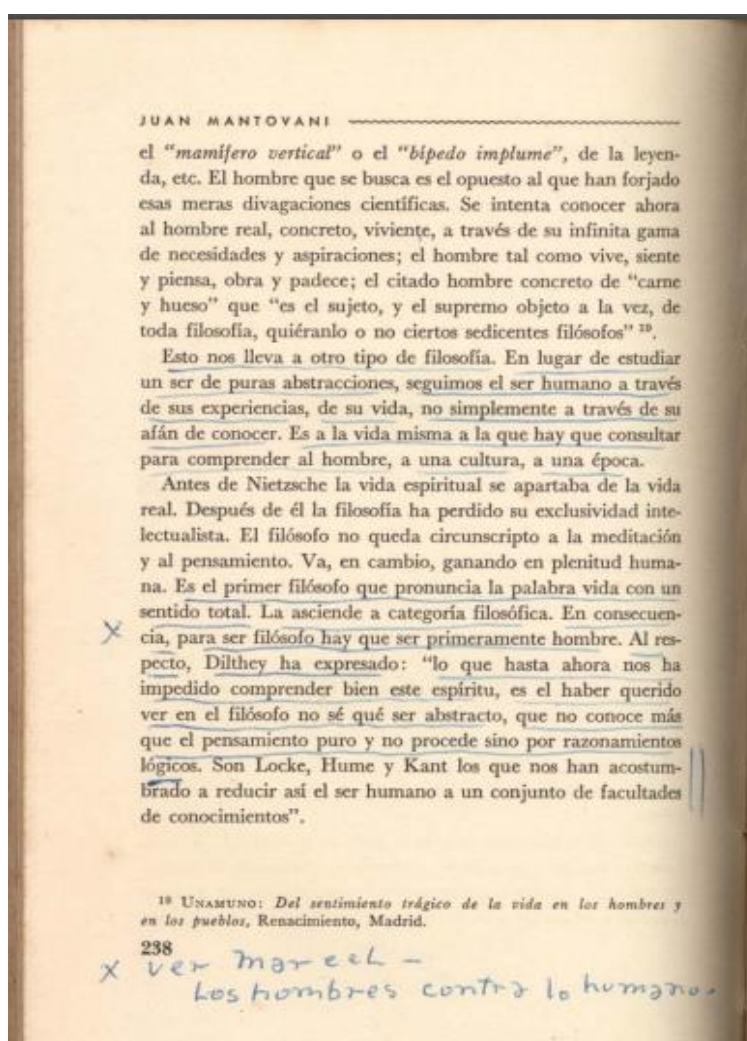 JUAN MANTOVANI
el "mamífero vertical" o el "bípedo implume", de la leyen-
da, etc. El hombre que se busca es el opuesto al que han forjado
esas meras divagaciones científicas. Se intenta conocer ahora
al hombre real, concreto, viviente, a través de su infinita gama
de necesidades y aspiraciones; el hombre tal como vive, siente
y piensa, obra y padece; el citado hombre concreto de "carne
y hueso" que "es el sujeto, y el supremo objeto a la vez, de
toda filosofía, quiéranlo o no ciertos sedicentes filósofos" 19.
Esto nos lleva a otro tipo de filosofía. En lugar de estudiar
un ser de puras abstracciones, seguimos el ser humano a través
de sus experiencias, de su vida, no simplemente a través de su
afán de conocer. Es a la vida misma a la que hay que consultar
para comprender al hombre, a una cultura, a una época.
Antes de Nietzsche la vida espiritual se apartaba de la vida
real. Después de él la filosofía ha perdido su exclusividad inte-
lectualista. El filósofo no queda circunscripto a la meditación
y al pensamiento. Va, en cambio, ganando en plenitud huma-
na. Es el primer filósofo que pronuncia la palabra vida con un
sentido total. La asciende a categoría filosófica. En consecuen-
X cia, para ser filósofo hay que ser primeramente hombre. Al res-
pecto, Dilthey ha expresado: "lo que hasta ahora nos ha
impedido comprender bien este espíritu, es el haber querido
ver en el filósofo no sé qué ser abstracto, que no conoce más
que el pensamiento puro y no procede sino por razonamientos
lógicos. Son Locke, Hume y Kant los que nos han acostum-
brado a reducir así el ser humano a un conjunto de facultades
de conocimientos".
19 UNAMUNO: Del sentimiento trágico de la vida en los hombres y
en los pueblos, Renacimiento, Madrid.
238
X ver marcel -
Los hombres contra lo humano.